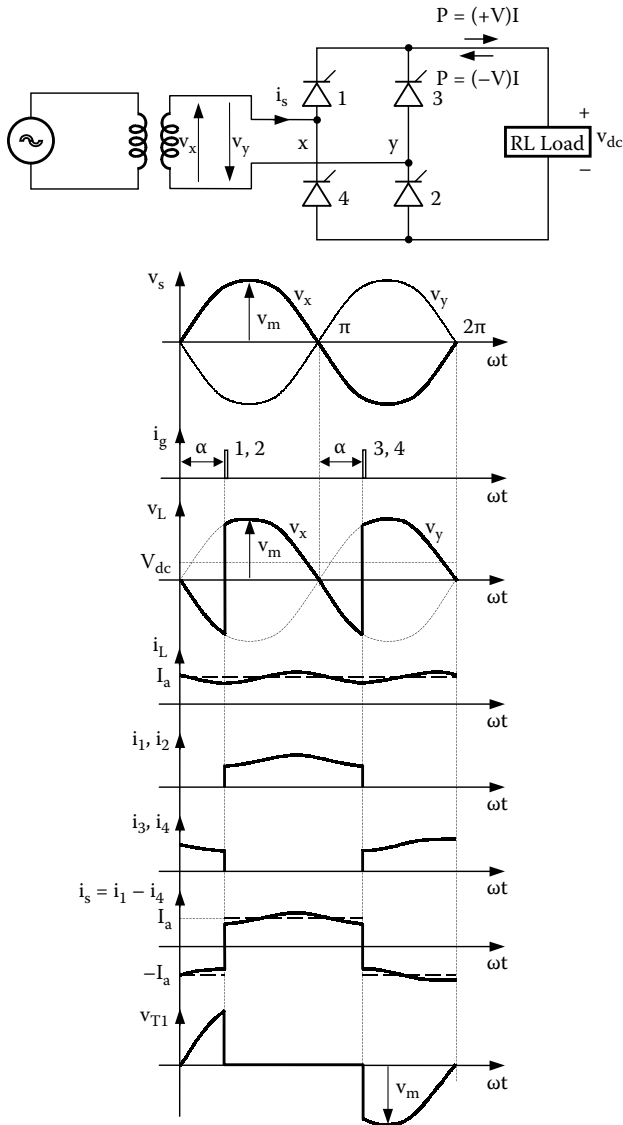 P = (+V)I
P = (−V)I
i_s
1
3
+
v_x
v_y
x
y
RL Load
v_dc
−
4
2
v_s
v_x
v_y
v_m
π
2π
ωt
i_g
α
1, 2
α
3, 4
ωt
v_L
v_x
v_y
v_m
V_dc
ωt
i_L
I_a
ωt
i_1, i_2
ωt
i_3, i_4
ωt
i_s = i_1 − i_4
I_a
ωt
−I_a
v_T1
ωt
v_m